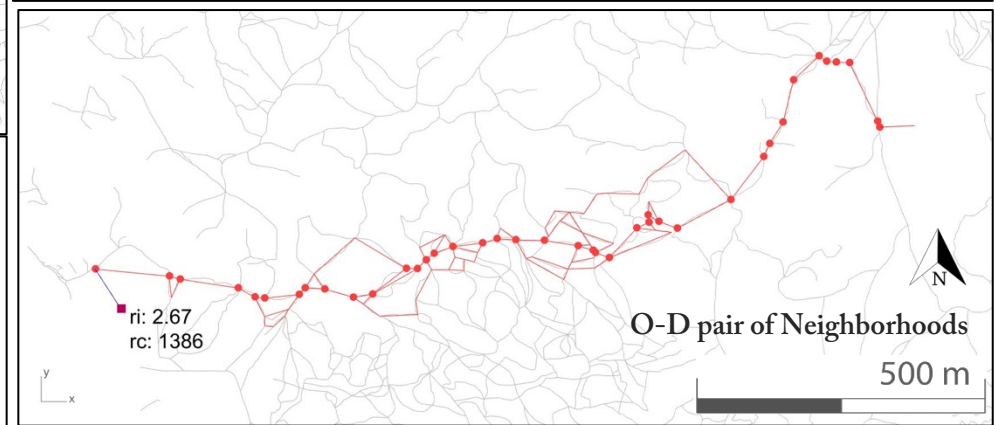 ri: 2.67
rc: 1386
N
O-D pair of Neighborhoods
500 m
y
x